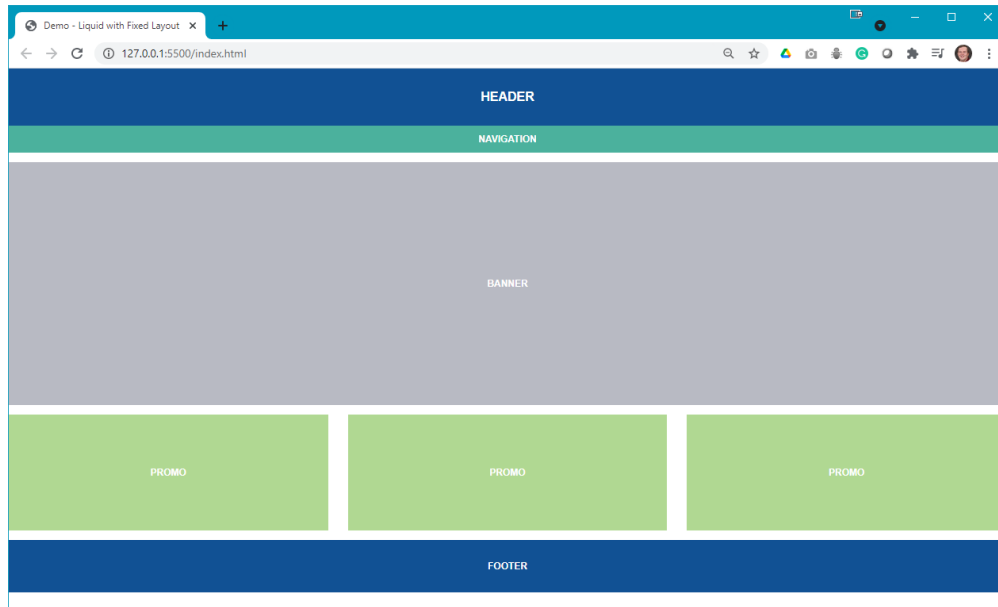 Demo - Liquid with Fixed Layout
127.0.0.1:5500/index.html
HEADER
NAVIGATION
BANNER
PROMO PROMO PROMO
FOOTER